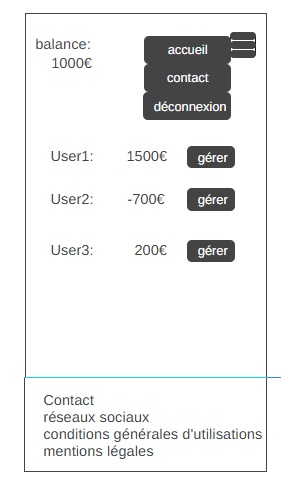 balance:
1000€
accueil
contact
déconnexion
User1: 1500€ gérer
User2: -700€ gérer
User3: 200€ gérer
Contact
réseaux sociaux
conditions générales d'utilisations
mentions légales